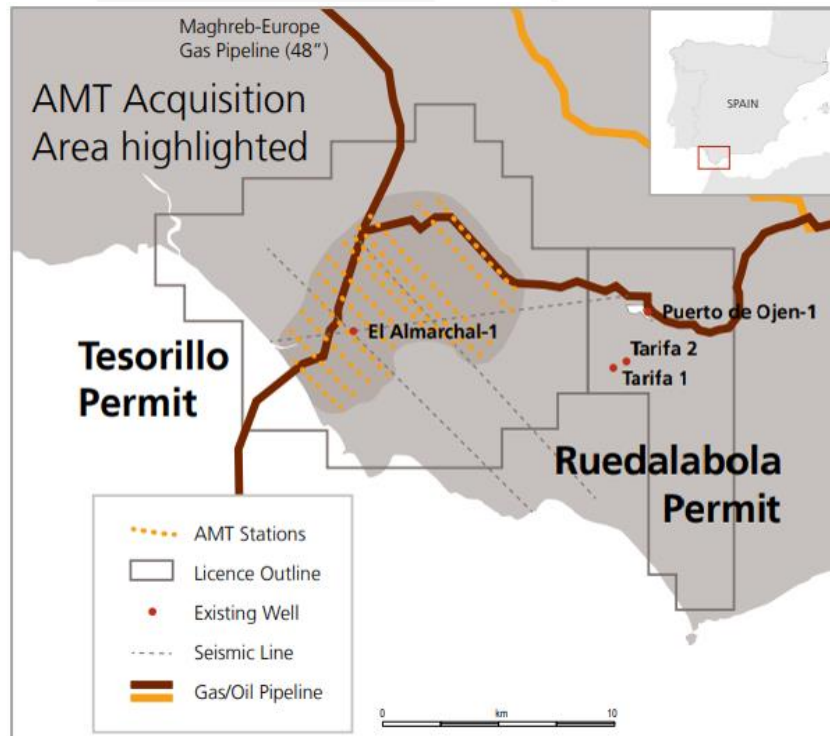 Maghreb-Europe
Gas Pipeline (48")
AMT Acquisition
Area highlighted
SPAIN
Puerto de Ojen-1
El Almarchal-1
Tarifa 2
Tarifa 1
Tesorillo
Permit
Ruedalabola
Permit
AMT Stations
Licence Outline
Existing Well
Seismic Line
Gas/Oil Pipeline
0 km 10